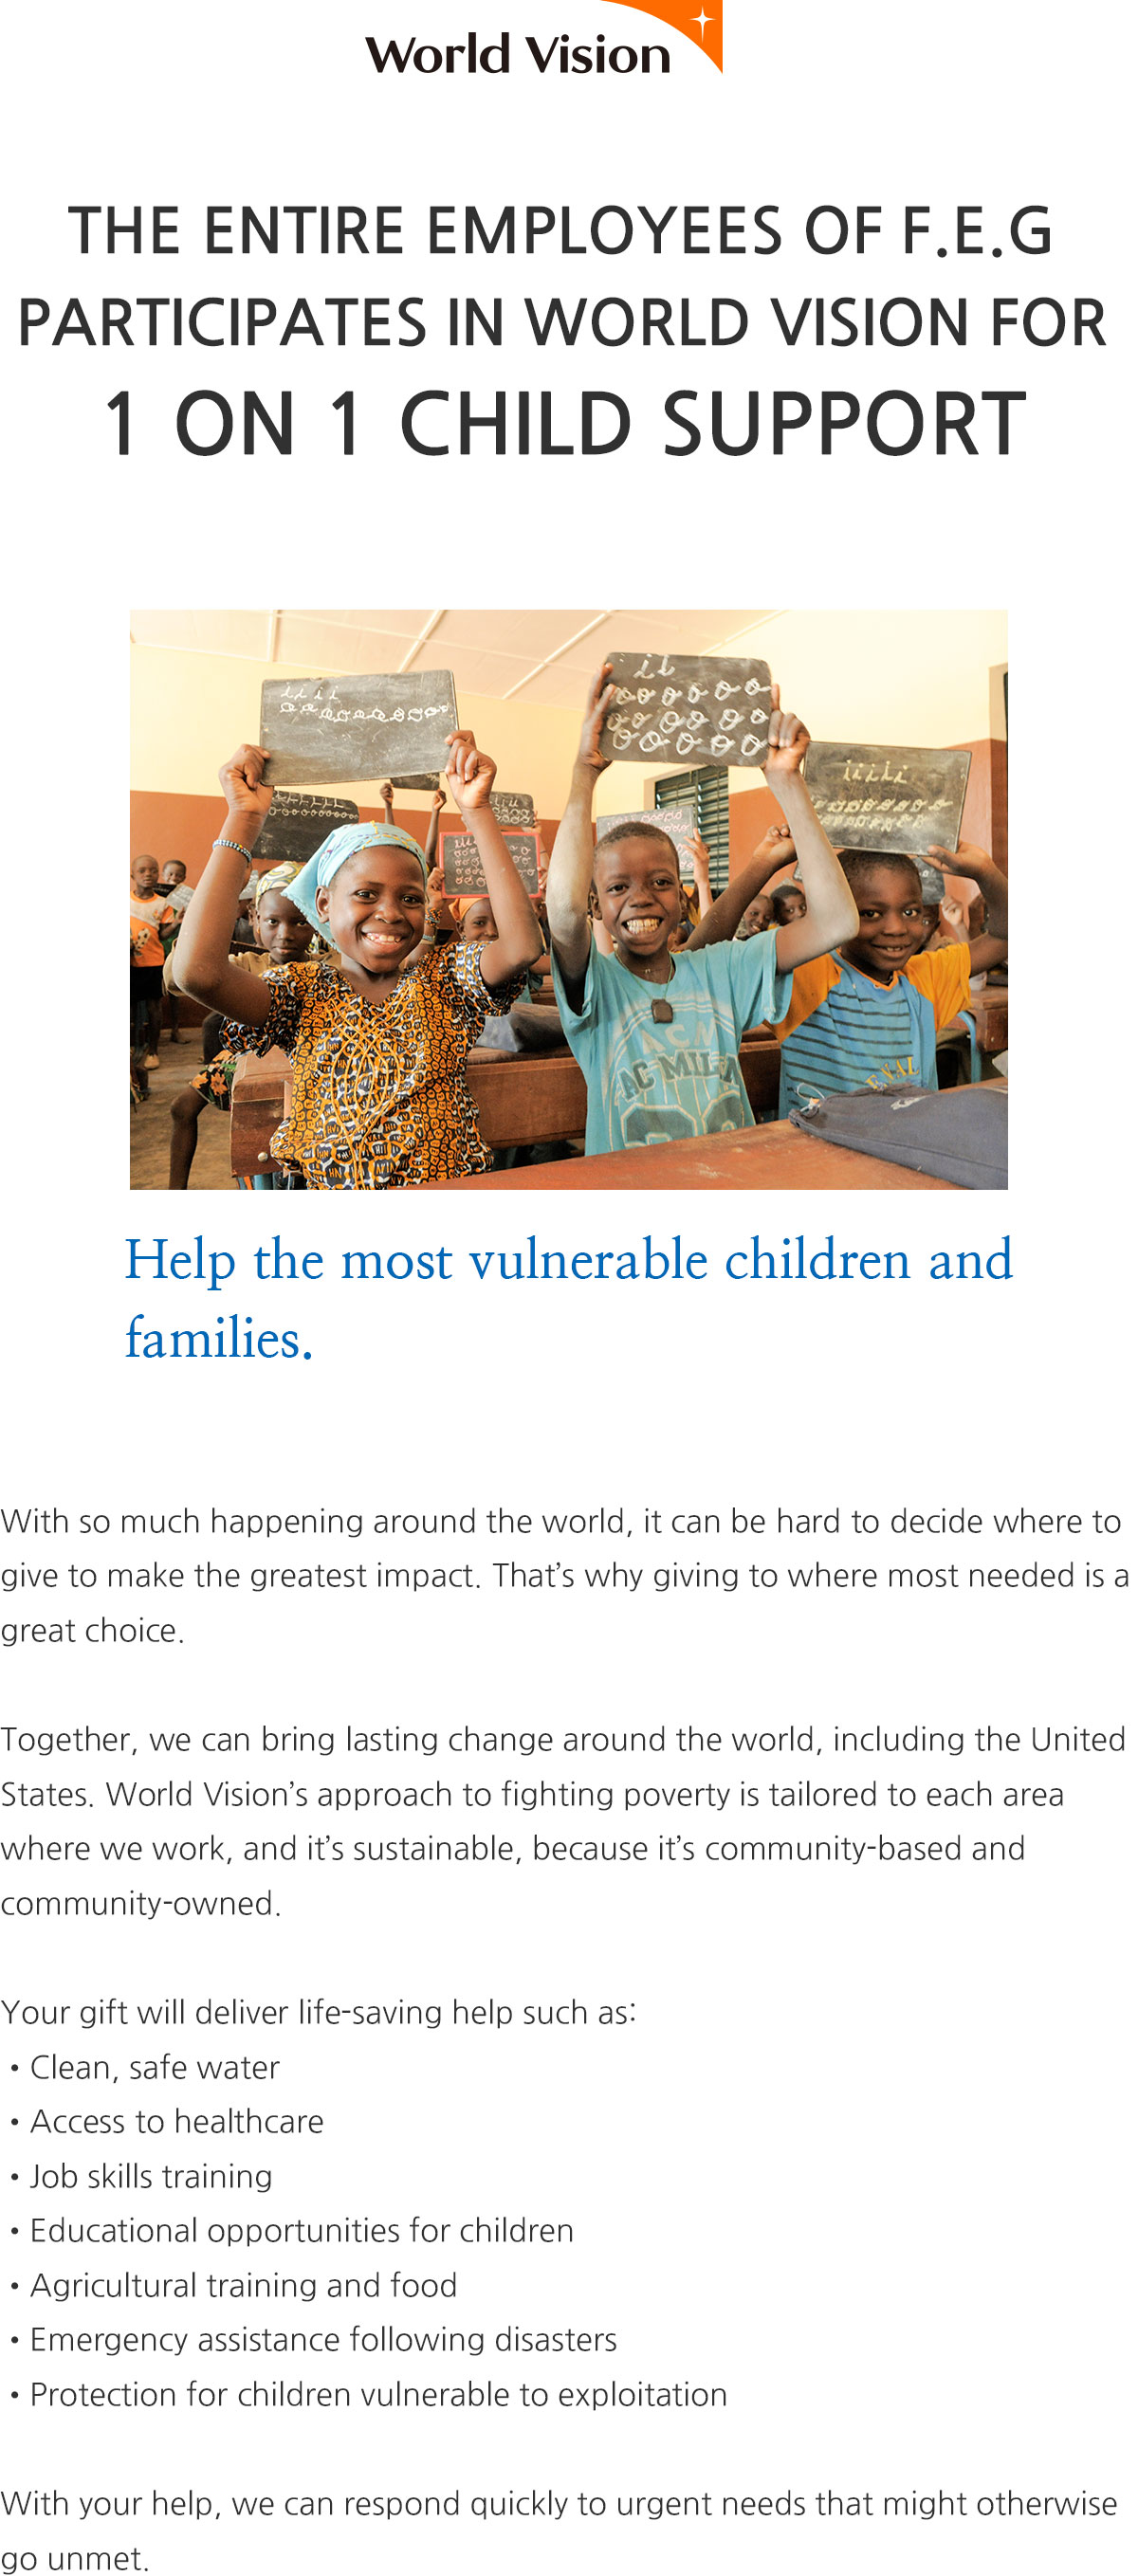 World Vision
THE ENTIRE EMPLOYEES OF F.E.G
PARTICIPATES IN WORLD VISION FOR
1 ON 1 CHILD SUPPORT
AC MILAN
Help the most vulnerable children and
families.
With so much happening around the world, it can be hard to decide where to
give to make the greatest impact. That’s why giving to where most needed is a
great choice.
Together, we can bring lasting change around the world, including the United
States. World Vision’s approach to fighting poverty is tailored to each area
where we work, and it’s sustainable, because it’s community-based and
community-owned.
Your gift will deliver life-saving help such as:
• Clean, safe water
• Access to healthcare
• Job skills training
• Educational opportunities for children
• Agricultural training and food
• Emergency assistance following disasters
• Protection for children vulnerable to exploitation
With your help, we can respond quickly to urgent needs that might otherwise
go unmet.